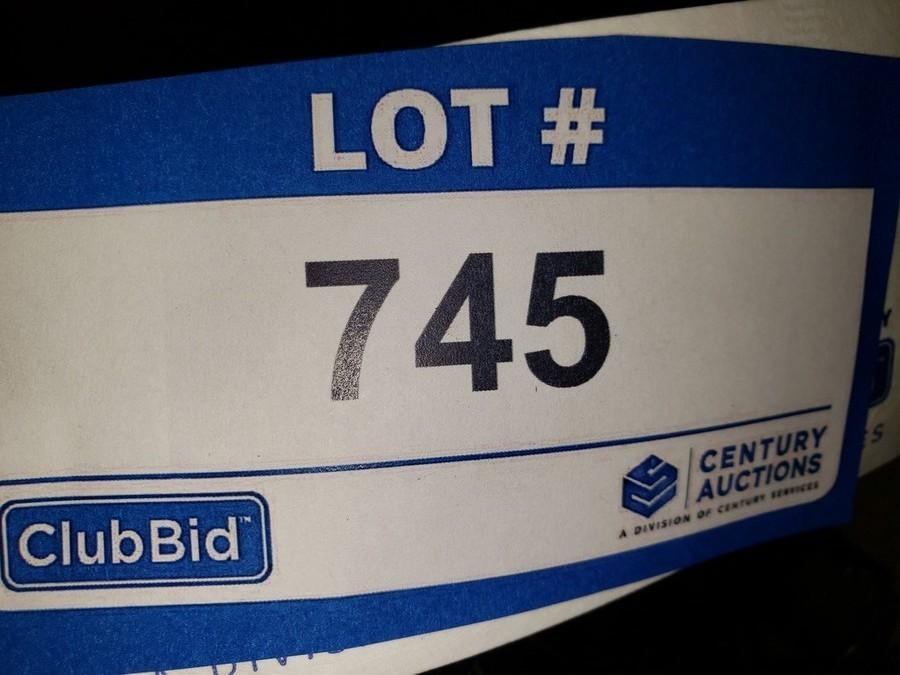 LOT #
745
ClubBid™
CENTURY
AUCTIONS
A DIVISION OF CENTURY SERVICES